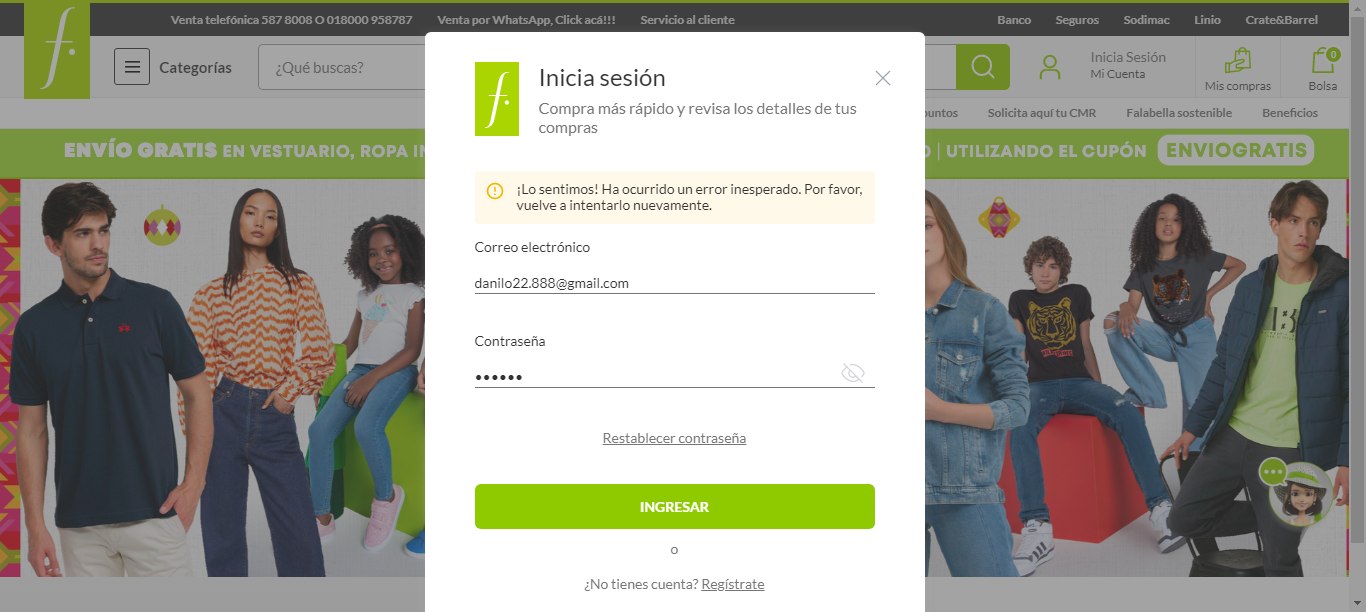 Venta telefónica 587 8008 O 018000 958787
Venta por WhatsApp, Click acá!!!
Servicio al cliente
Banco
Seguros
Sodimac
Linio
Crate&Barrel
f.
Categorías
¿Qué buscas?
Inicia Sesión
Mi Cuenta
Mis compras
0
Bolsa
Solicita aquí tu CMR
Falabella sostenible
Beneficios
ENVÍO GRATIS EN VESTUARIO, ROPA
| UTILIZANDO EL CUPÓN ENVIOGRATIS
f.
Inicia sesión
Compra más rápido y revisa los detalles de tus
compras
¡Lo sentimos! Ha ocurrido un error inesperado. Por favor,
vuelve a intentarlo nuevamente.
Correo electrónico
danilo22.888@gmail.com
Contraseña
••••••
Restablecer contraseña
INGRESAR
o
¿No tienes cuenta? Regístrate